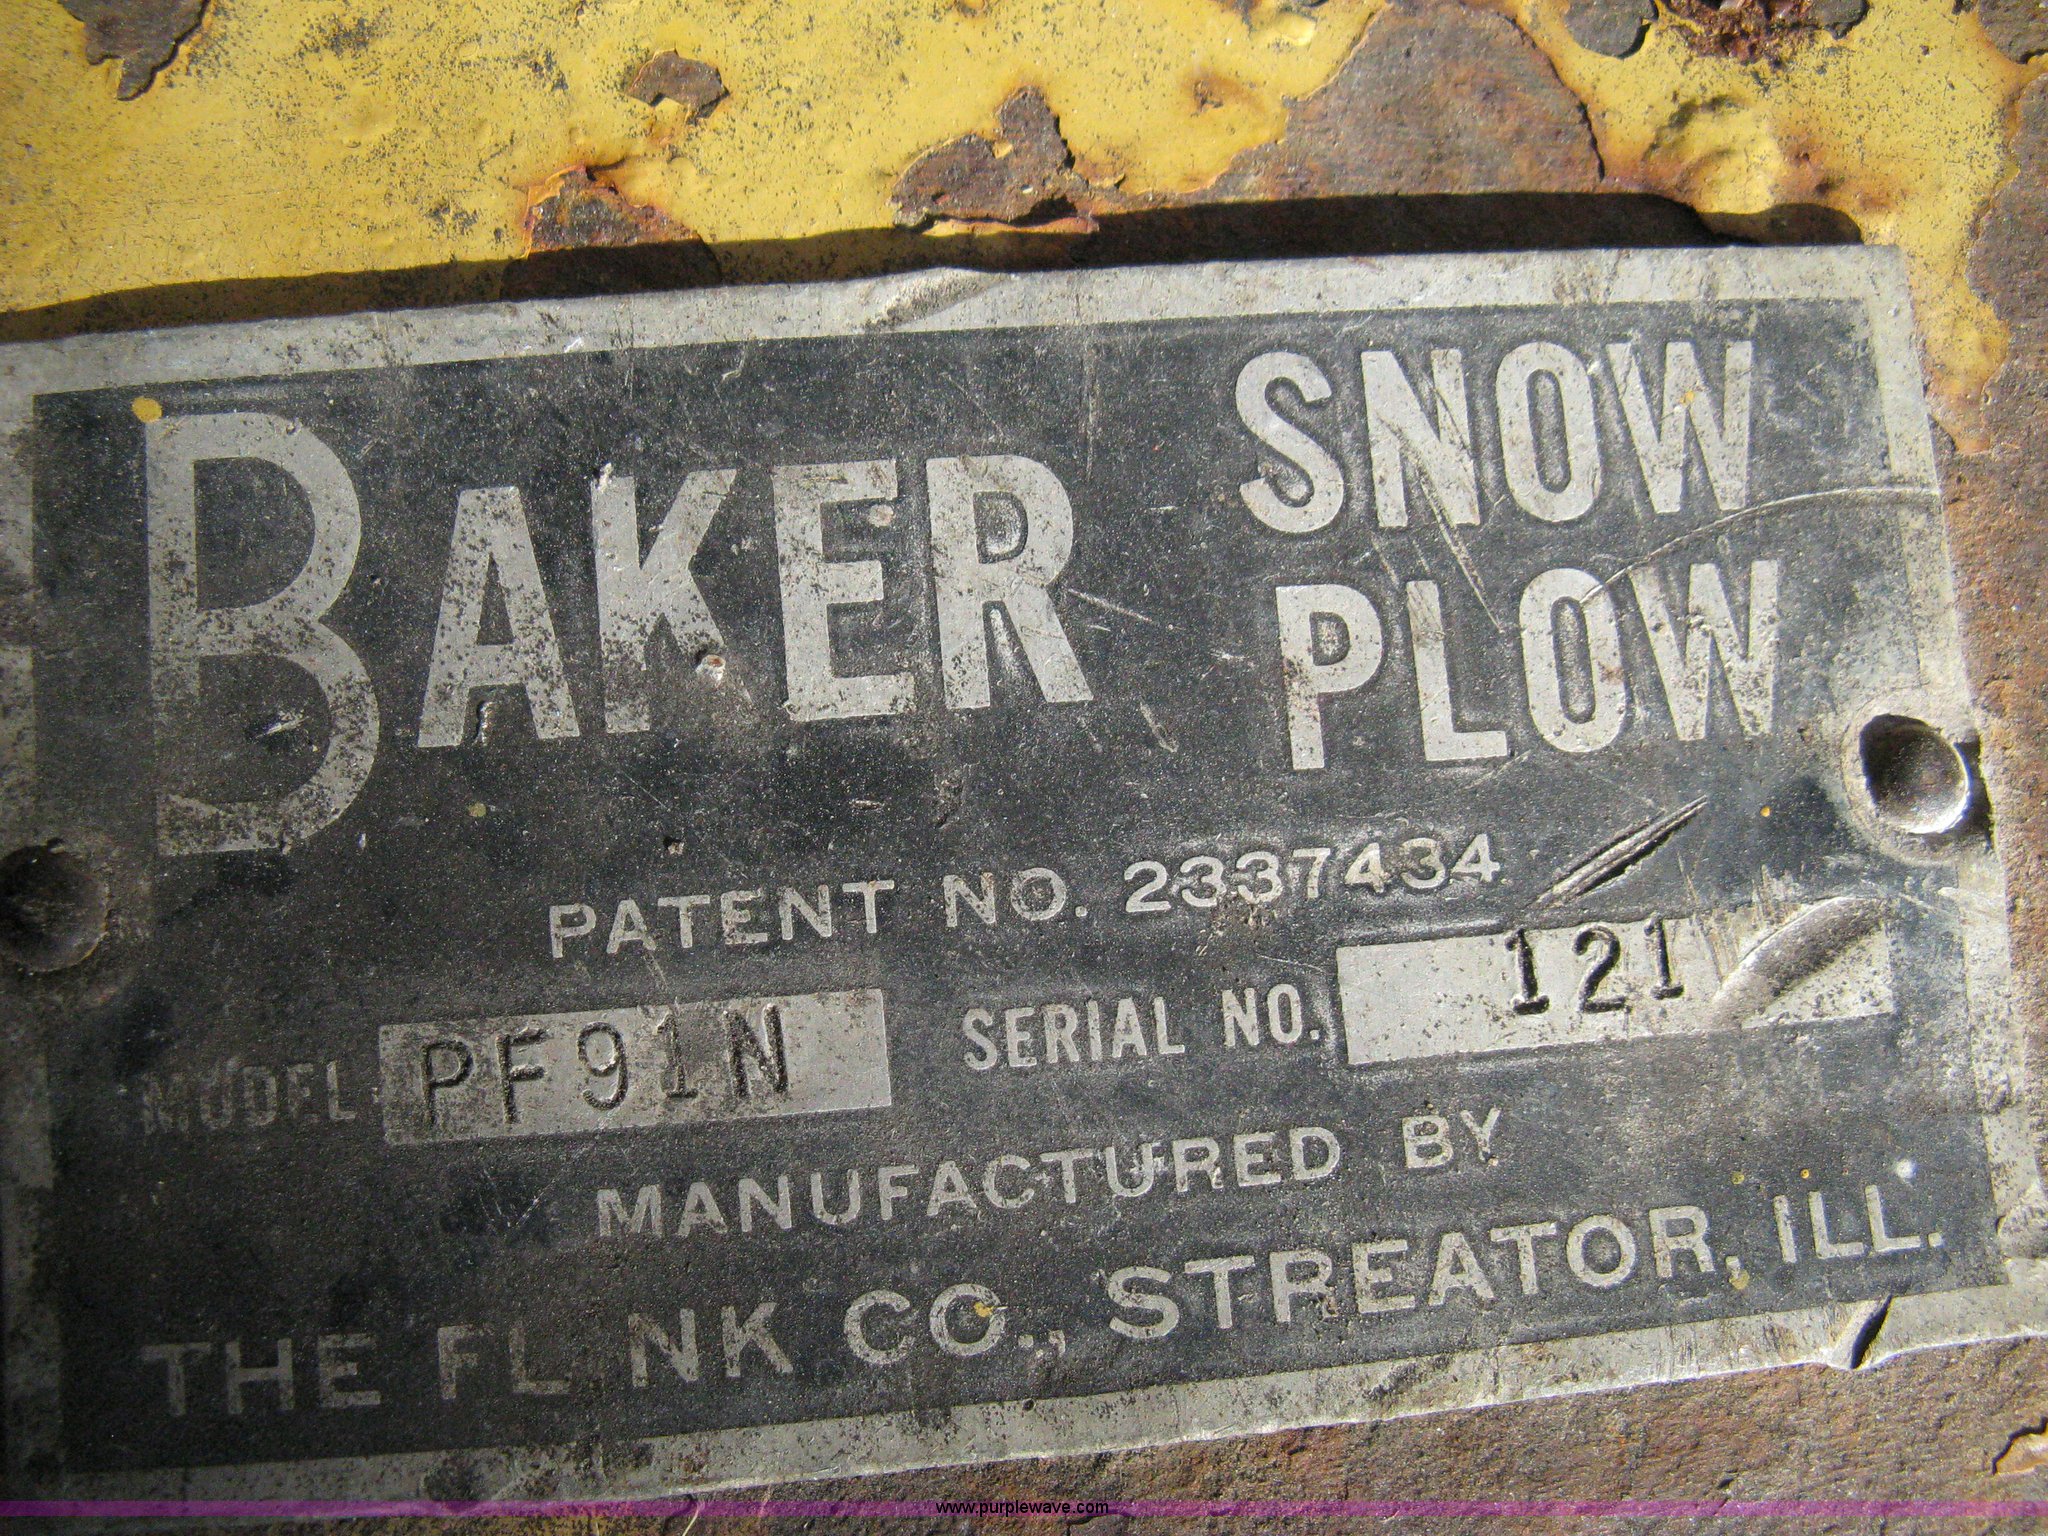 BAKER SNOW PLOW
PATENT NO. 2337434
MODEL PF91N SERIAL NO. 121
MANUFACTURED BY
THE FL NK CO., STREATOR, ILL.
www.purplewave.com